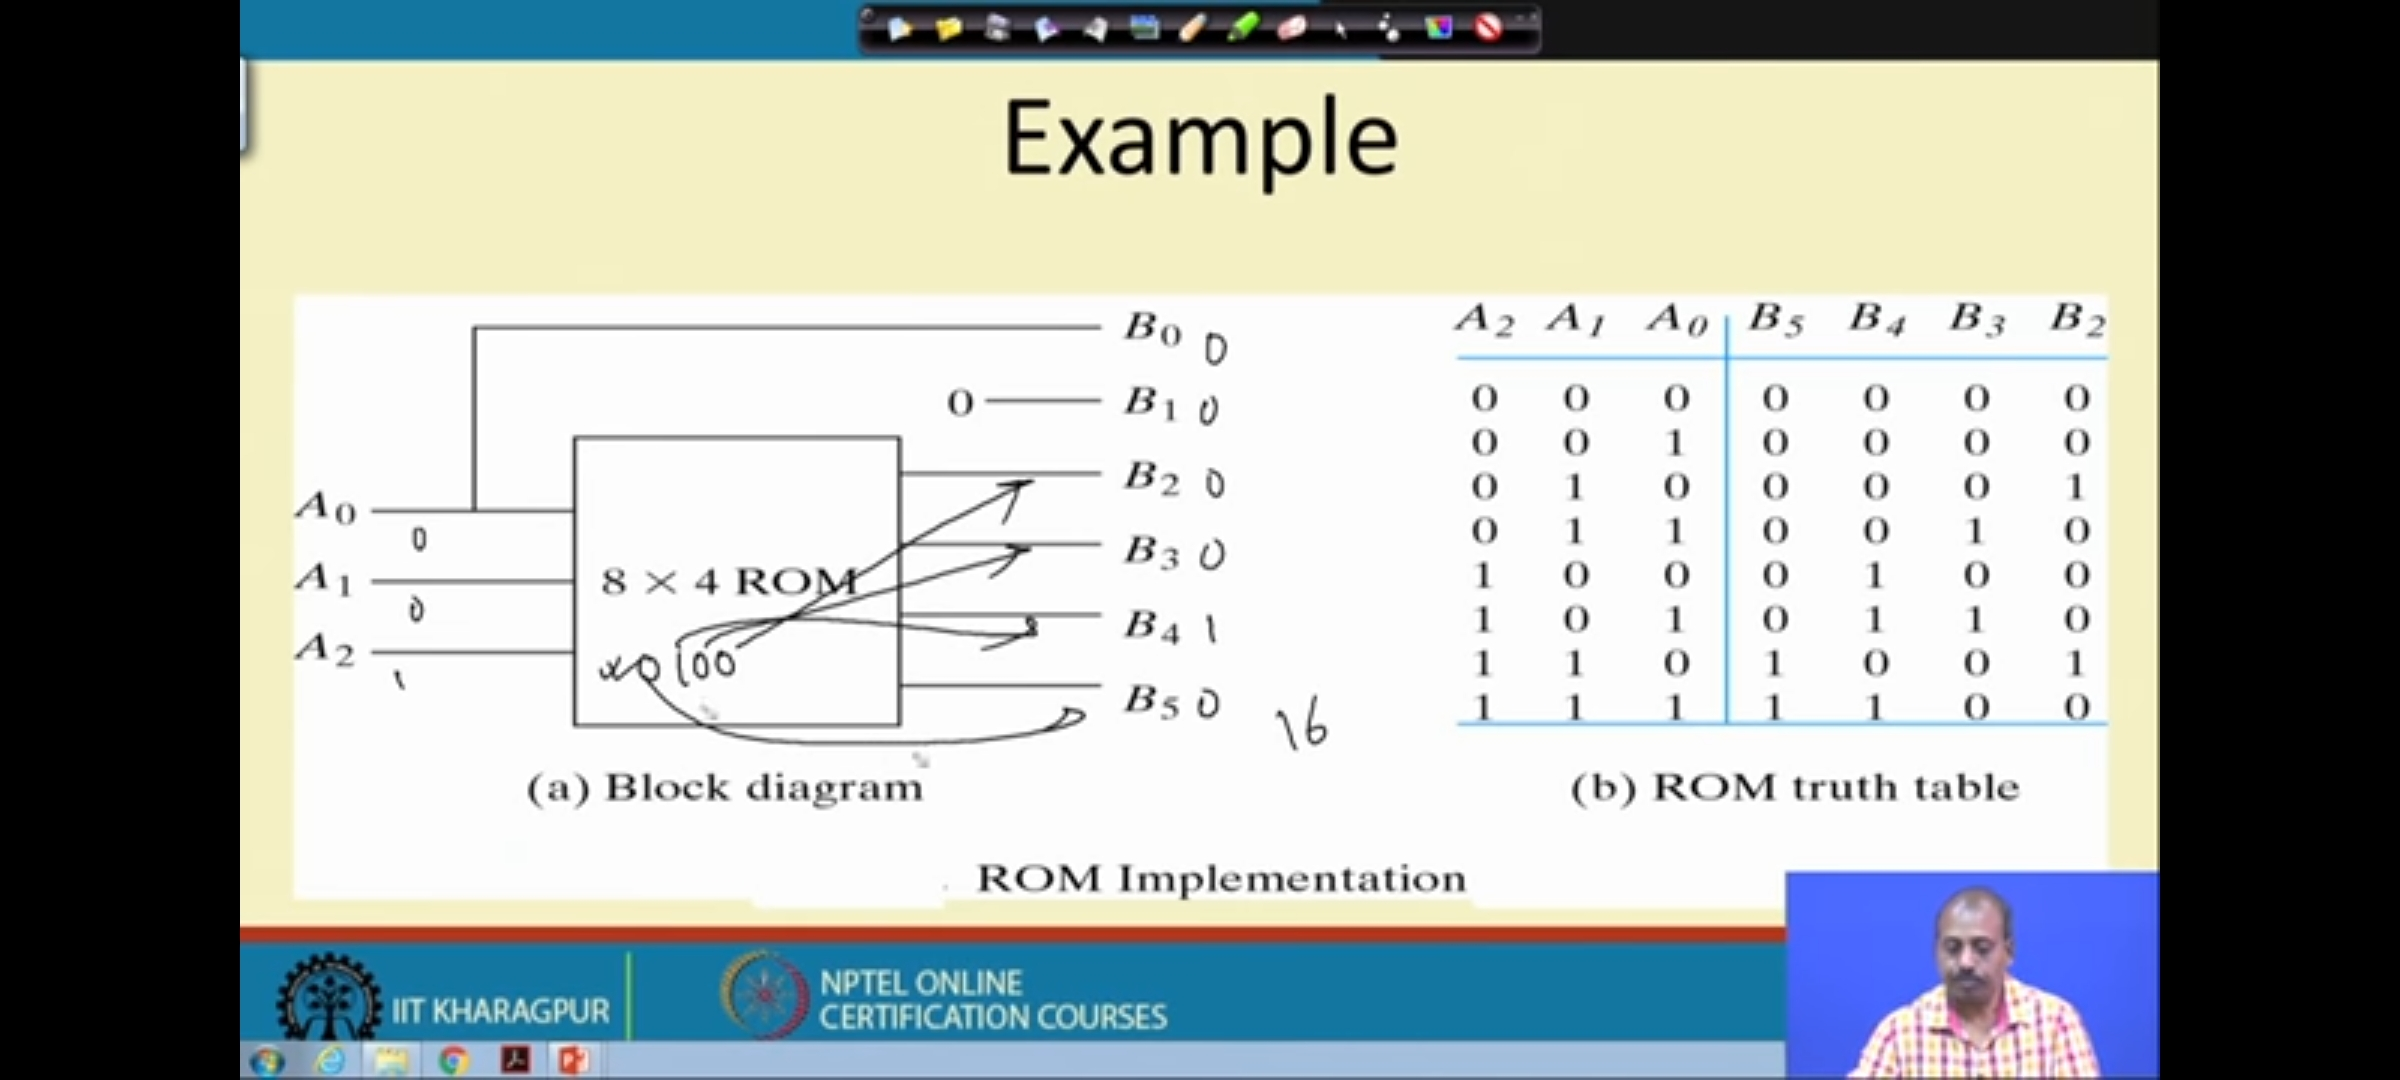 Example
B0 0
0 B1 0
B2 0
A0 0
B3 0
A1 0
8 × 4 ROM
B4 1
A2 1
0100
B5 0
16
(a) Block diagram
A2 A1 A0 B5 B4 B3 B2
0 0 0 0 0 0 0
0 0 1 0 0 0 0
0 1 0 0 0 0 1
0 1 1 0 0 1 0
1 0 0 0 1 0 0
1 0 1 0 1 1 0
1 1 0 1 0 0 1
1 1 1 1 1 0 0
(b) ROM truth table
ROM Implementation
IIT KHARAGPUR
NPTEL ONLINE
CERTIFICATION COURSES